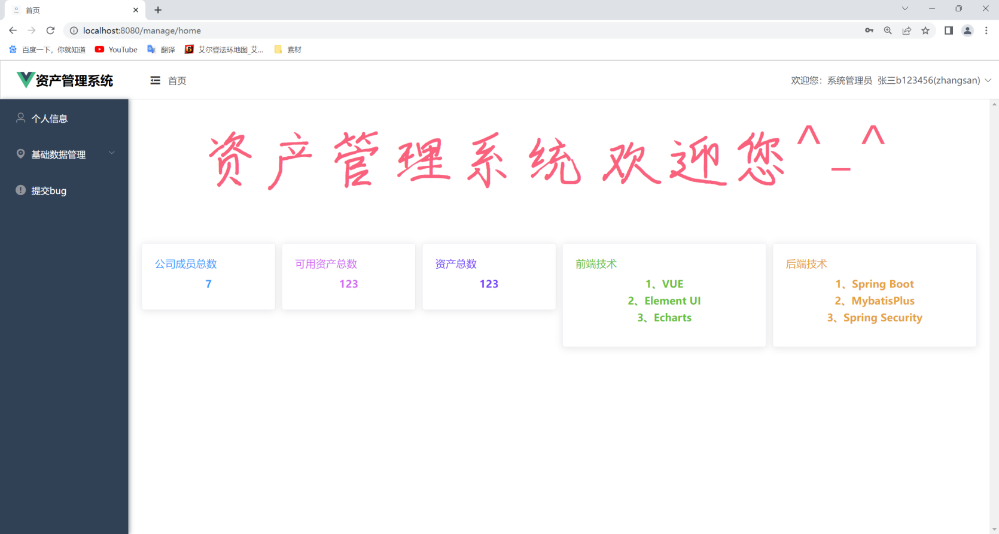 首页
localhost:8080/manage/home
百度一下，你就知道 YouTube 翻译 艾尔登法环地图_艾... 素材
资产管理系统 首页 欢迎您：系统管理员 张三b123456(zhangsan)
个人信息
基础数据管理
提交bug
资产管理系统欢迎您^_^
公司成员总数
7
可用资产总数
123
资产总数
123
前端技术
1、VUE
2、Element UI
3、Echarts
后端技术
1、Spring Boot
2、MybatisPlus
3、Spring Security